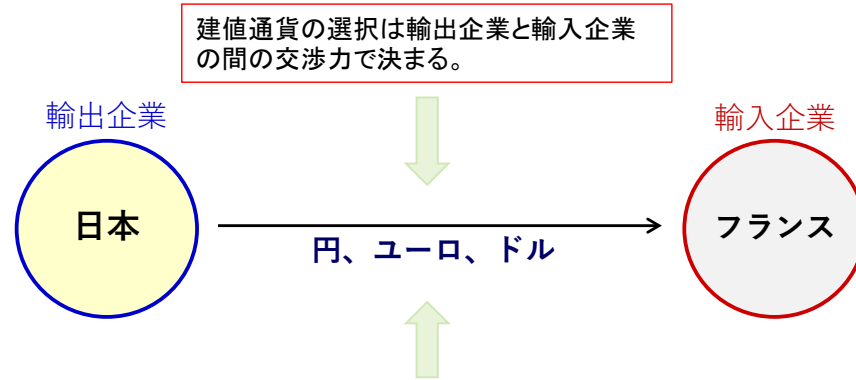 建値通貨の選択は輸出企業と輸入企業
の間の交渉力で決まる。
輸出企業
輸入企業
日本
フランス
円、ユーロ、ドル